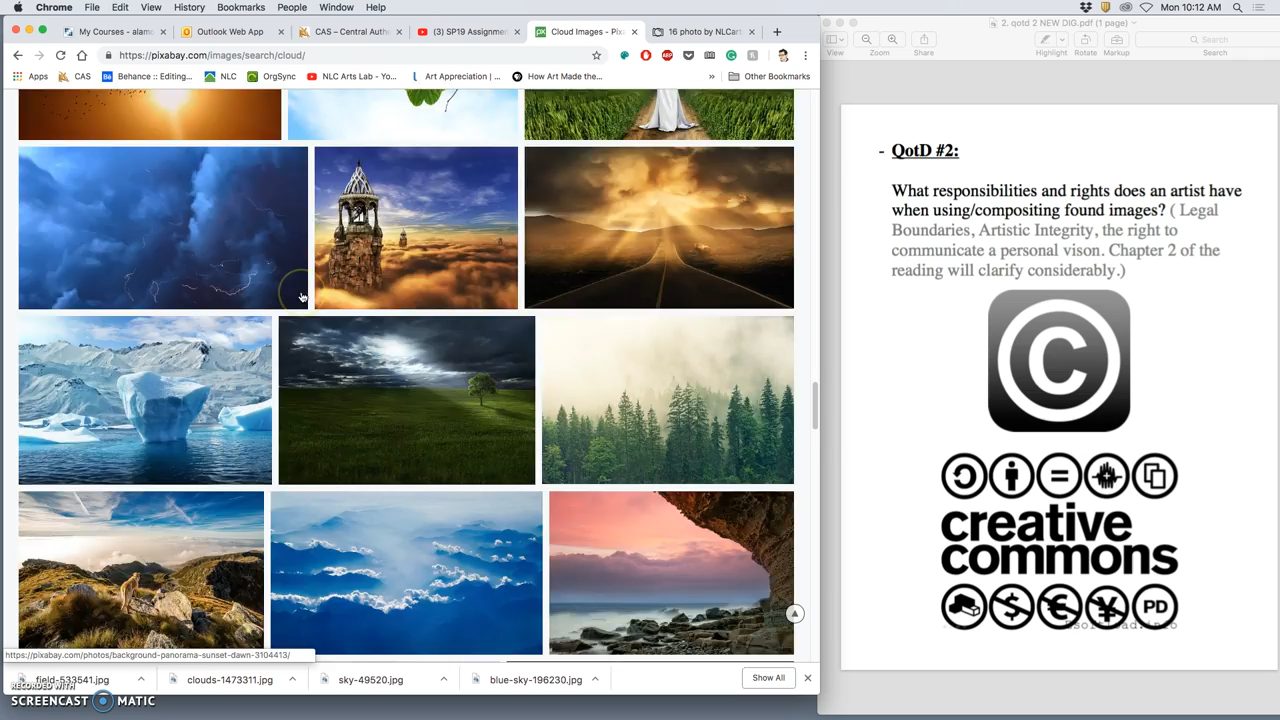 Chrome File Edit View History Bookmarks People Window Help
Mon 10:12 AM
My Courses - alamo
Outlook Web App
CAS – Central Auth
(3) SP19 Assignme
Cloud Images - Pix
16 photo by NLCart
https://pixabay.com/images/search/cloud/
Apps CAS Behance :: Editing... NLC OrgSync NLC Arts Lab - Yo... Art Appreciation | ... How Art Made the... » Other Bookmarks
2. qotd 2 NEW DIG.pdf (1 page)
Search
View Zoom Share Highlight Rotate Markup Search
- QotD #2:
What responsibilities and rights does an artist have
when using/compositing found images? ( Legal
Boundaries, Artistic Integrity, the right to
communicate a personal vison. Chapter 2 of the
reading will clarify considerably.)
C
creative
commons
$ € ¥ PD
https://pixabay.com/photos/background-panorama-sunset-dawn-3104413/
field-533541.jpg
clouds-1473311.jpg
sky-49520.jpg
blue-sky-196230.jpg
Show All
RECORDED WITH
SCREENCAST MATIC